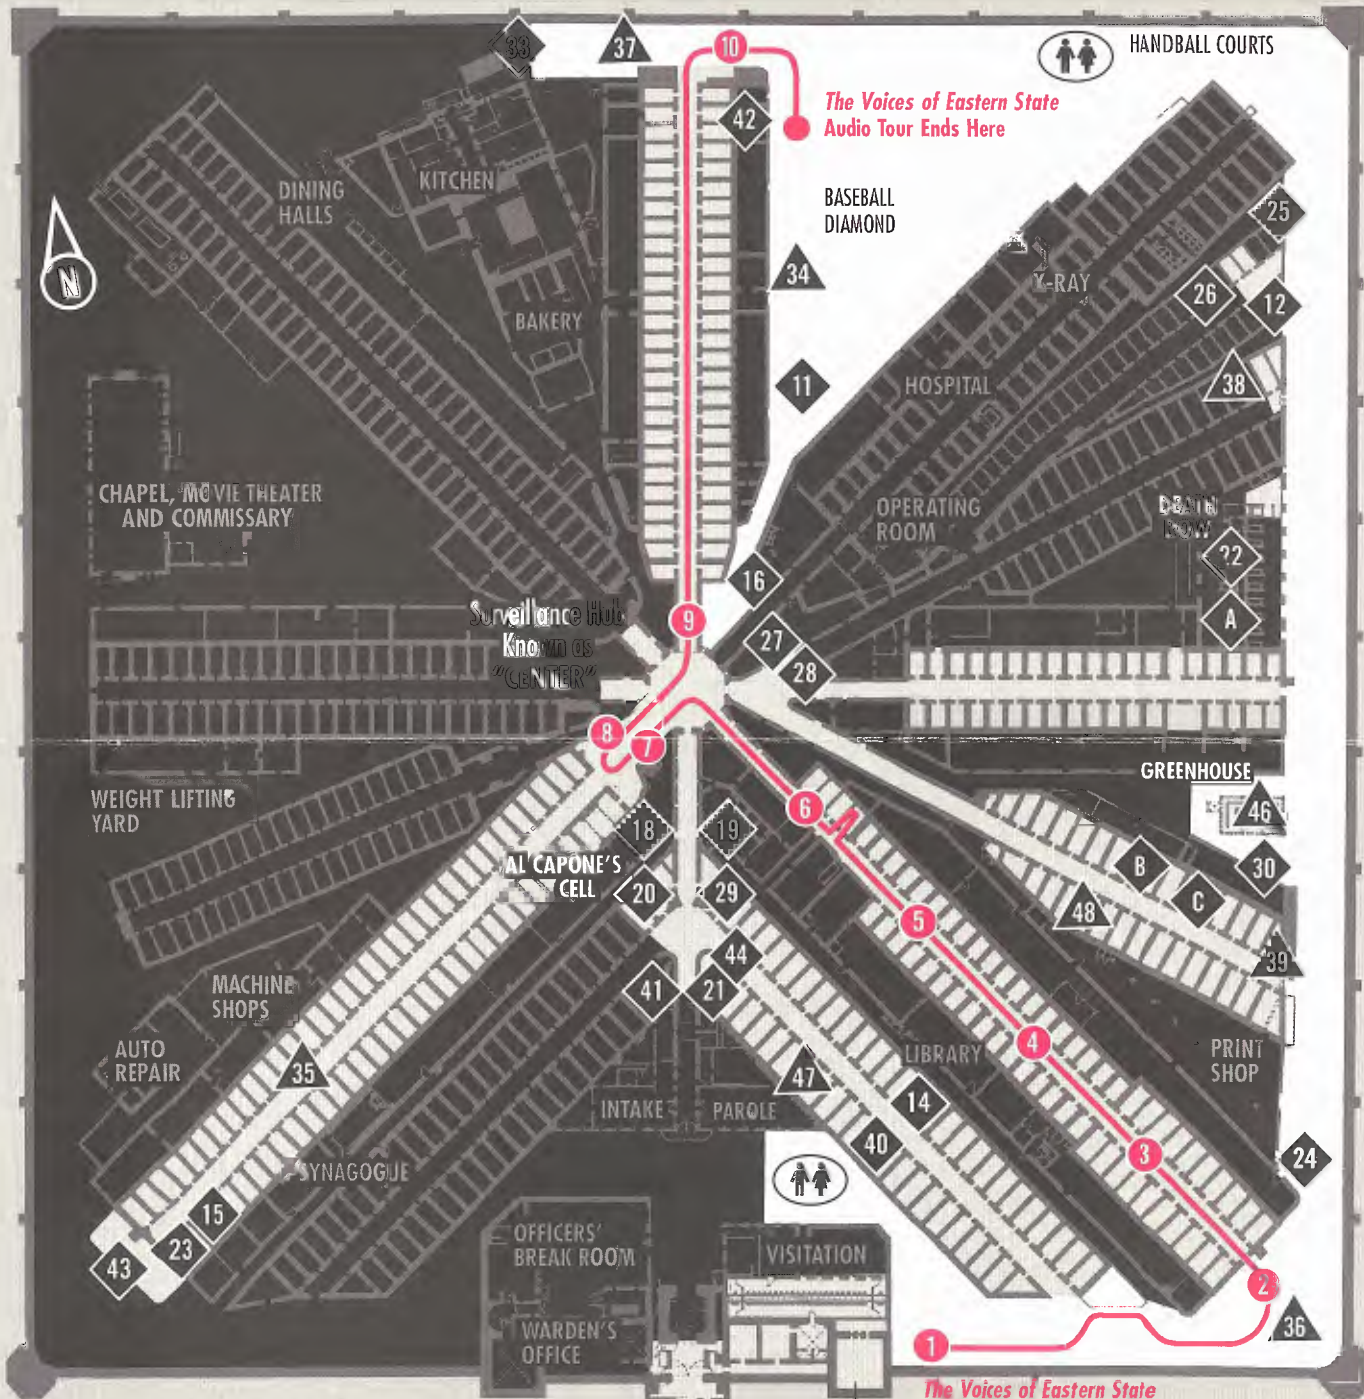 33
37
10
HANDBALL COURTS
42
The Voices of Eastern State
Audio Tour Ends Here
DINING
HALLS
KITCHEN
BASEBALL
DIAMOND
25
N
34
X-RAY
26
12
BAKERY
11
HOSPITAL
38
CHAPEL, MOVIE THEATER
AND COMMISSARY
OPERATING
ROOM
DEATH
ROW
22
16
A
Surveillance Hub
Known as
"CENTER"
9
27
28
8
7
GREENHOUSE
WEIGHT LIFTING
YARD
6
46
18
19
AL CAPONE'S
CELL
20
29
B
30
C
48
5
44
39
MACHINE
SHOPS
41
21
4
AUTO
REPAIR
35
LIBRARY
PRINT
SHOP
47
INTAKE
PAROLE
14
40
3
24
SYNAGOGUE
15
23
43
OFFICERS'
BREAK ROOM
VISITATION
2
WARDEN'S
OFFICE
1
36
The Voices of Eastern State